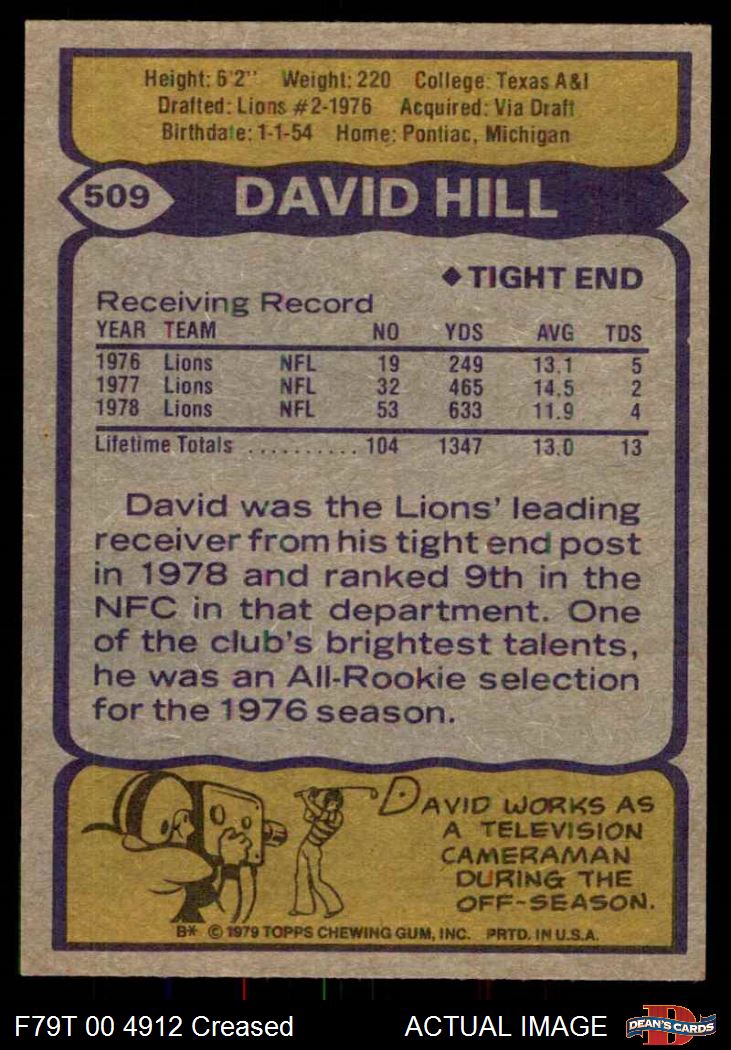 Height: 6'2" Weight: 220 College: Texas A&I
Drafted: Lions #2-1976 Acquired: Via Draft
Birthdate: 1-1-54 Home: Pontiac, Michigan
509 DAVID HILL
◆TIGHT END
Receiving Record
YEAR TEAM NO YDS AVG TDS
1976 Lions NFL 19 249 13.1 5
1977 Lions NFL 32 465 14.5 2
1978 Lions NFL 53 633 11.9 4
Lifetime Totals .......... 104 1347 13.0 13
David was the Lions' leading
receiver from his tight end post
in 1978 and ranked 9th in the
NFC in that department. One
of the club's brightest talents,
he was an All-Rookie selection
for the 1976 season.
DAVID WORKS AS
A TELEVISION
CAMERAMAN
DURING THE
OFF-SEASON.
B* © 1979 TOPPS CHEWING GUM, INC. PRTD. IN U.S.A.
F79T 00 4912 Creased ACTUAL IMAGE DEAN'S CARDS